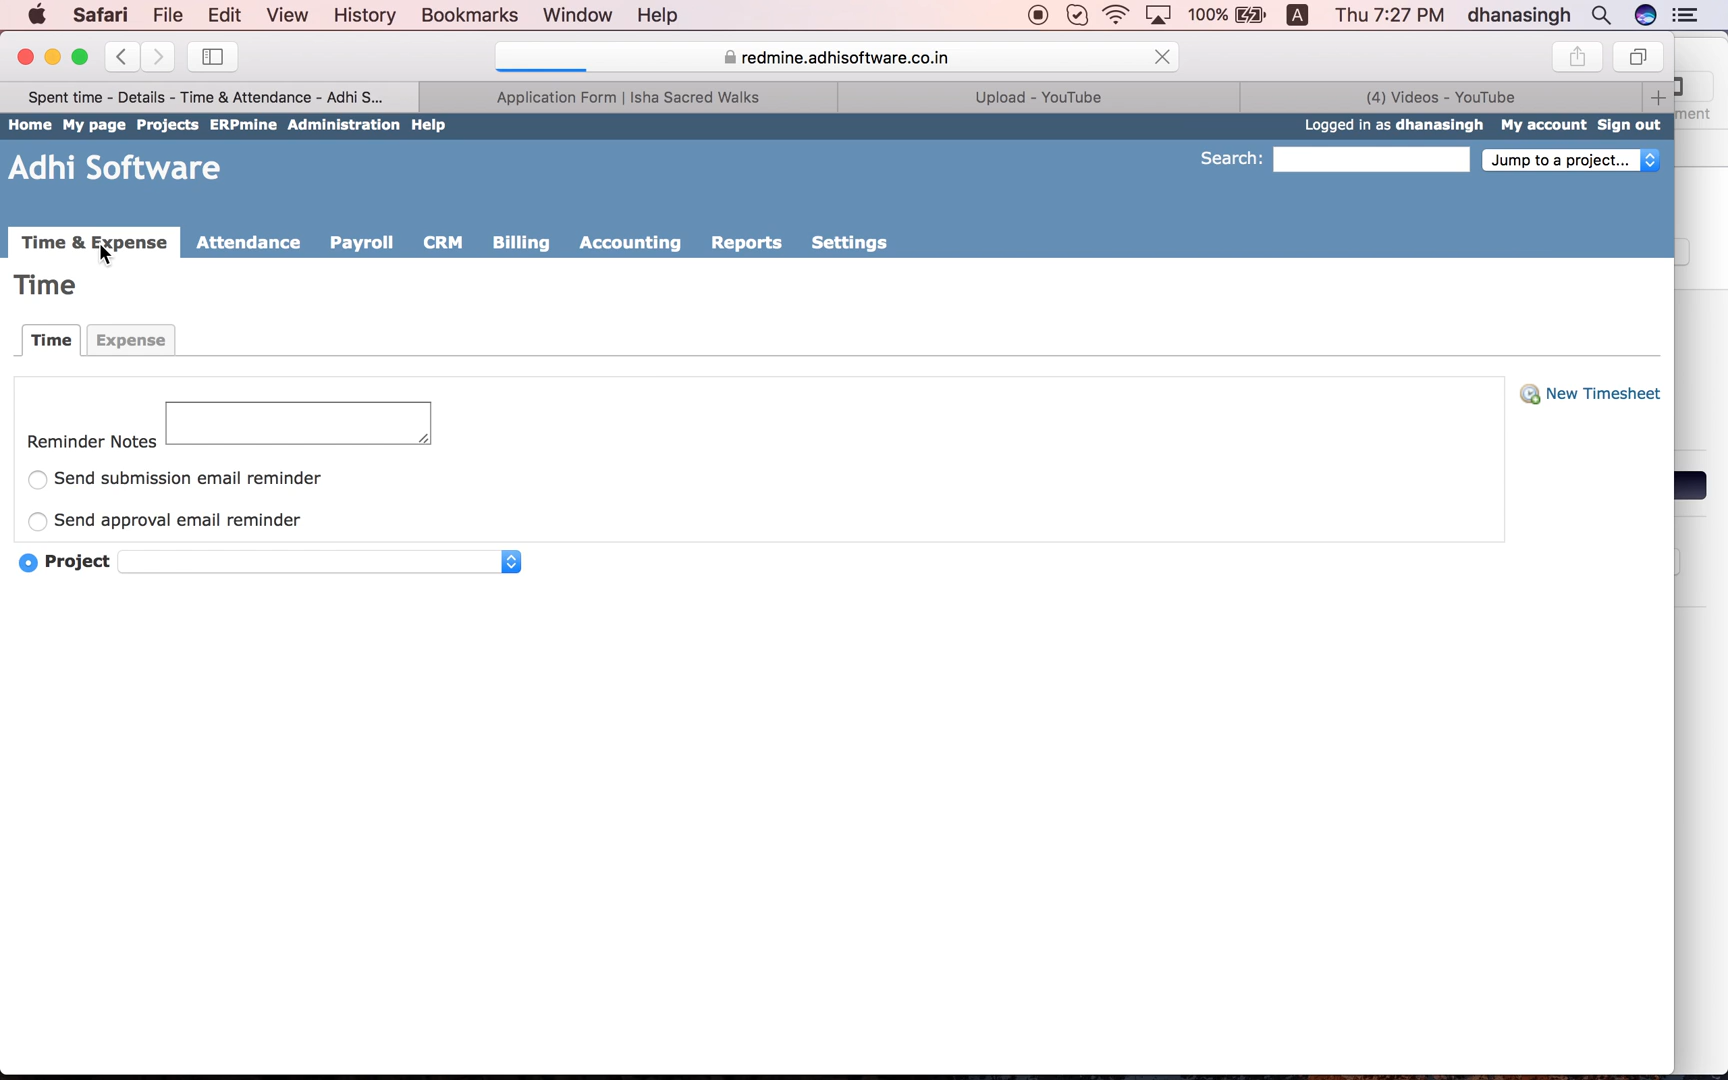 Safari File Edit View History Bookmarks Window Help 100% A Thu 7:27 PM dhanasingh
redmine.adhisoftware.co.in
Spent time - Details - Time & Attendance - Adhi S... Application Form | Isha Sacred Walks Upload - YouTube (4) Videos - YouTube
Home My page Projects ERPmine Administration Help Logged in as dhanasingh My account Sign out
Adhi Software Search: Jump to a project...
Time & Expense Attendance Payroll CRM Billing Accounting Reports Settings
Time
Time Expense
New Timesheet
Reminder Notes
Send submission email reminder
Send approval email reminder
Project